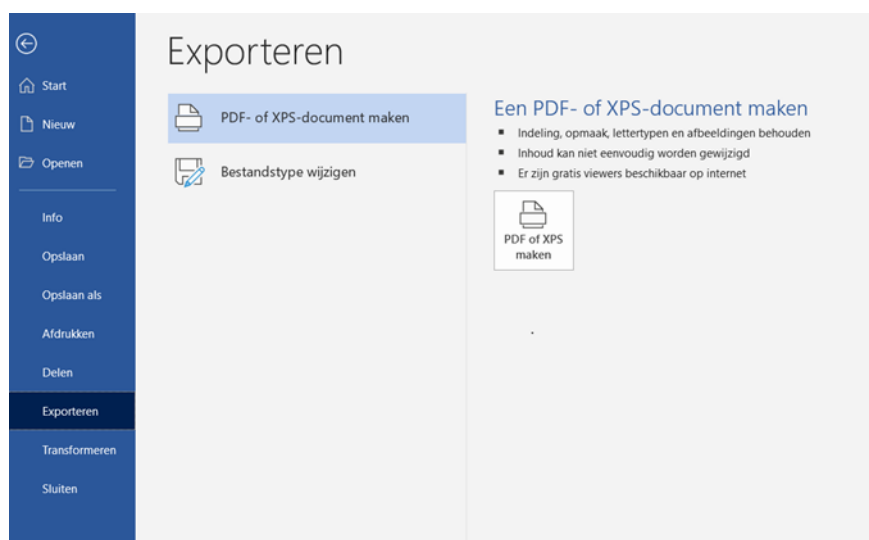 Exporteren
Start
Nieuw
Openen
Info
Opslaan
Opslaan als
Afdrukken
Delen
Exporteren
Transformeren
Sluiten
PDF- of XPS-document maken
Bestandstype wijzigen
Een PDF- of XPS-document maken
▪ Indeling, opmaak, lettertypen en afbeeldingen behouden
▪ Inhoud kan niet eenvoudig worden gewijzigd
▪ Er zijn gratis viewers beschikbaar op internet
PDF of XPS
maken